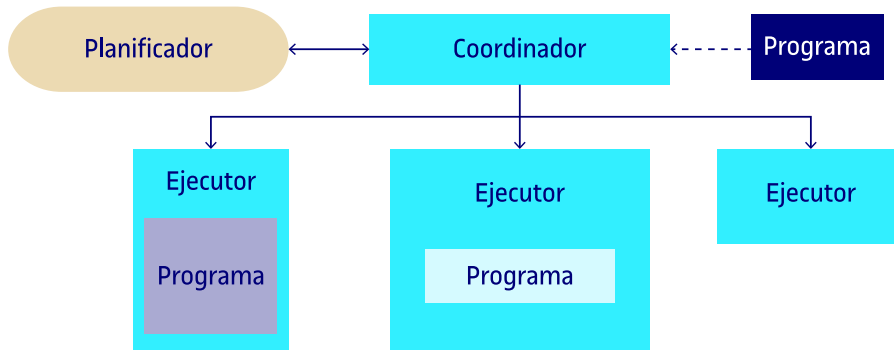 Planificador
Coordinador
Programa
Ejecutor
Programa
Ejecutor
Programa
Ejecutor